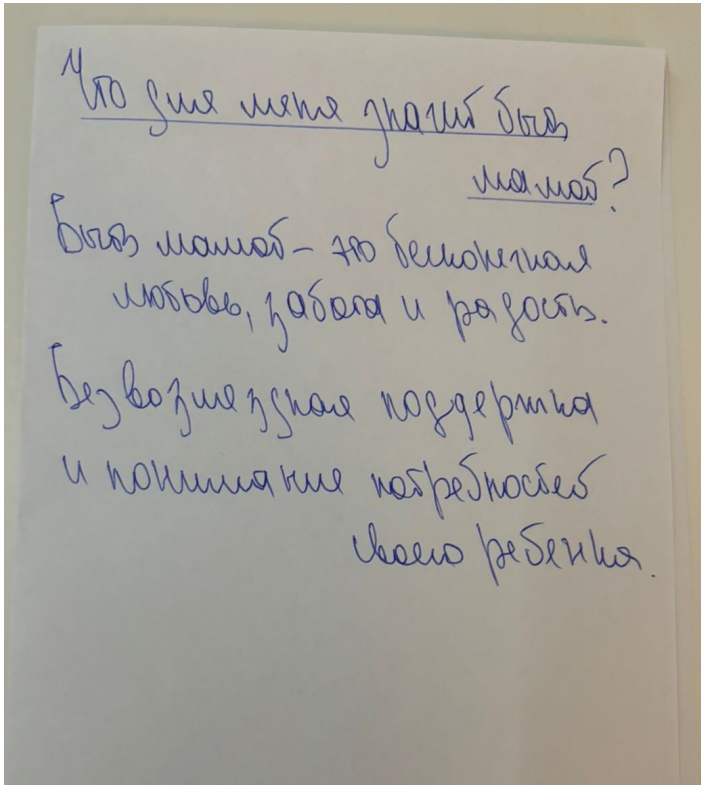 Что для меня значит быть
мамой?
Быть мамой - это бесконечная
любовь, забота и радость.
Безвозмездная поддержка
и понимание потребностей
своего ребенка.